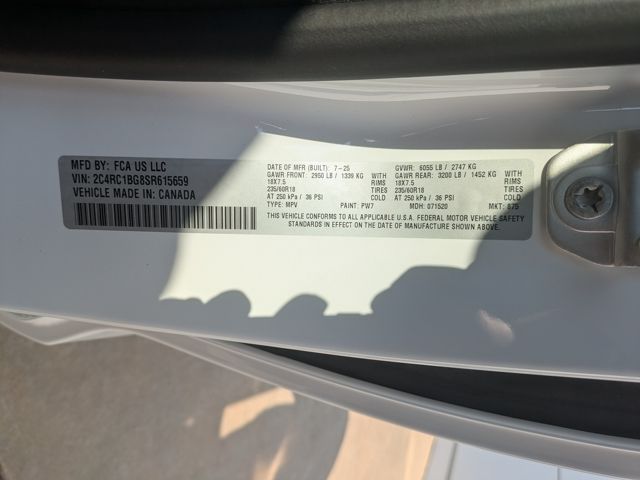 MFD BY: FCA US LLC
VIN: 2C4RC1BG8SR615659
VEHICLE MADE IN: CANADA
DATE OF MFR (BUILT): 7-25 GVWR: 6055 LB / 2747 KG
GAWR FRONT: 2950 LB / 1339 KG WITH GAWR REAR: 3200 LB / 1452 KG WITH
18X7.5 RIMS 18X7.5 RIMS
235/60R18 TIRES 235/60R18 TIRES
AT 250 kPa / 36 PSI COLD AT 250 kPa / 36 PSI COLD
TYPE: MPV PAINT: PW7 MDH: 071520 MKT: 875
THIS VEHICLE CONFORMS TO ALL APPLICABLE U.S.A. FEDERAL MOTOR VEHICLE SAFETY
STANDARDS IN EFFECT ON THE DATE OF MANUFACTURE SHOWN ABOVE.